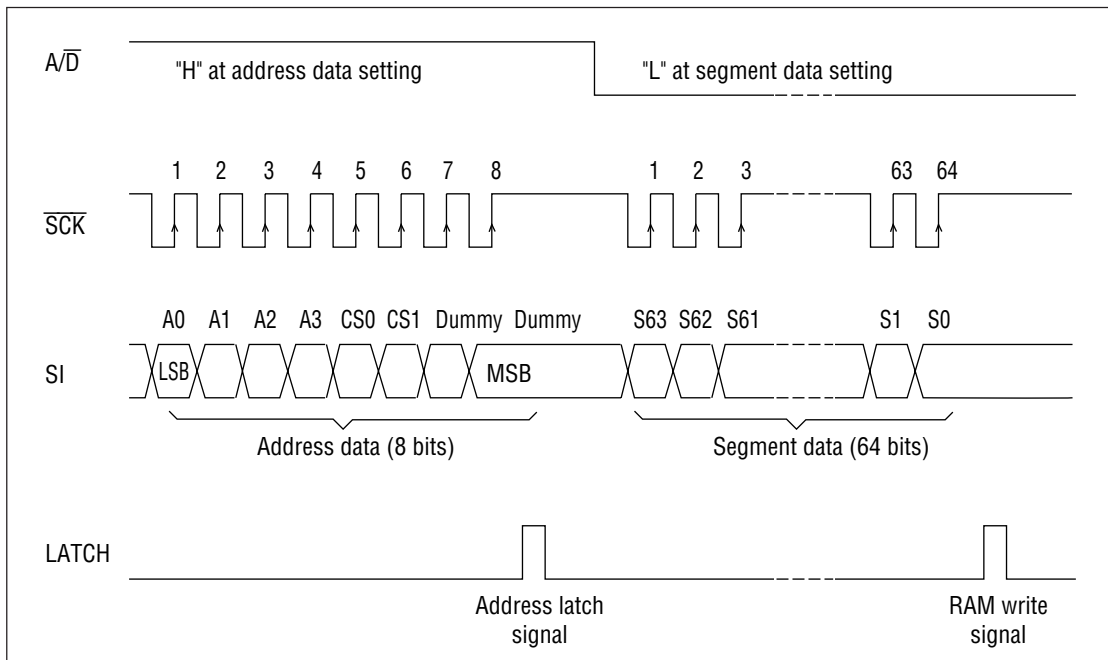 A/D̅
"H" at address data setting
"L" at segment data setting
1 2 3 4 5 6 7 8 1 2 3 63 64
S̅C̅K̅
A0 A1 A2 A3 CS0 CS1 Dummy Dummy S63 S62 S61 S1 S0
SI
LSB
MSB
Address data (8 bits)
Segment data (64 bits)
LATCH
Address latch
signal
RAM write
signal